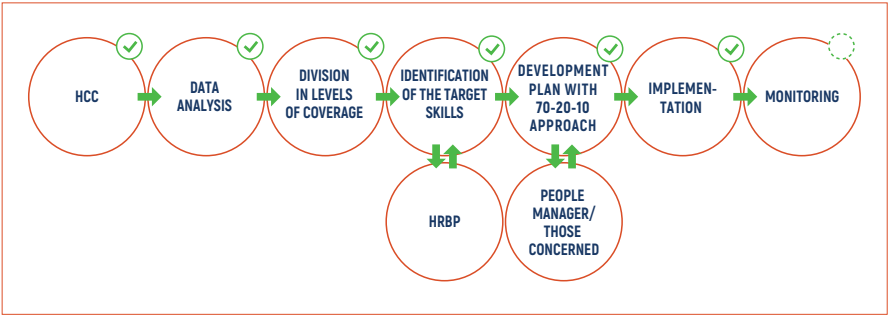 HCC
DATA
ANALYSIS
DIVISION
IN LEVELS
OF COVERAGE
IDENTIFICATION
OF THE TARGET
SKILLS
DEVELOPMENT
PLAN WITH
70-20-10
APPROACH
IMPLEMEN-
TATION
MONITORING
HRBP
PEOPLE
MANAGER/
THOSE
CONCERNED